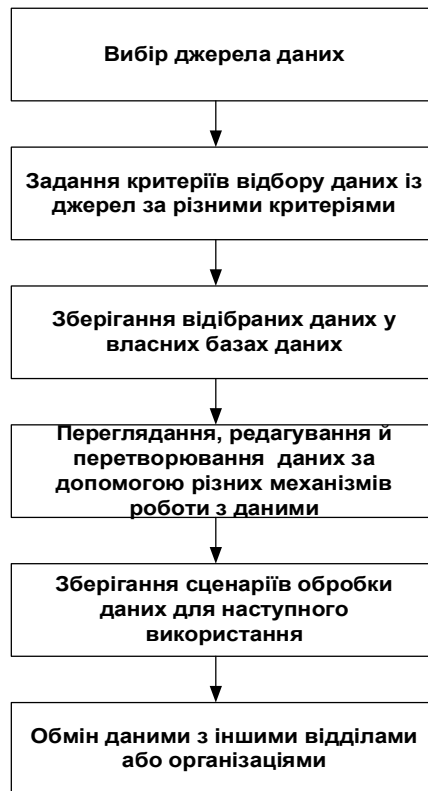 Вибір джерела даних
Задання критеріїв відбору даних із
джерел за різними критеріями
Зберігання відібраних даних у
власних базах даних
Переглядання, редагування й
перетворювання даних за
допомогою різних механізмів
роботи з даними
Зберігання сценаріїв обробки
даних для наступного
використання
Обмін даними з іншими відділами
або організаціями